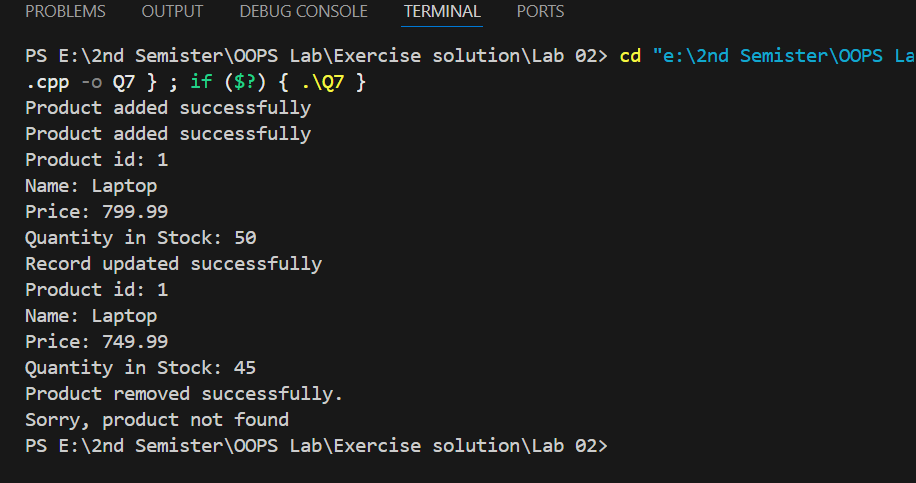 PROBLEMS OUTPUT DEBUG CONSOLE TERMINAL PORTS
PS E:\2nd Semister\OOPS Lab\Exercise solution\Lab 02> cd "e:\2nd Semister\OOPS La
.cpp -o Q7 } ; if ($?) { .\Q7 }
Product added successfully
Product added successfully
Product id: 1
Name: Laptop
Price: 799.99
Quantity in Stock: 50
Record updated successfully
Product id: 1
Name: Laptop
Price: 749.99
Quantity in Stock: 45
Product removed successfully.
Sorry, product not found
PS E:\2nd Semister\OOPS Lab\Exercise solution\Lab 02>